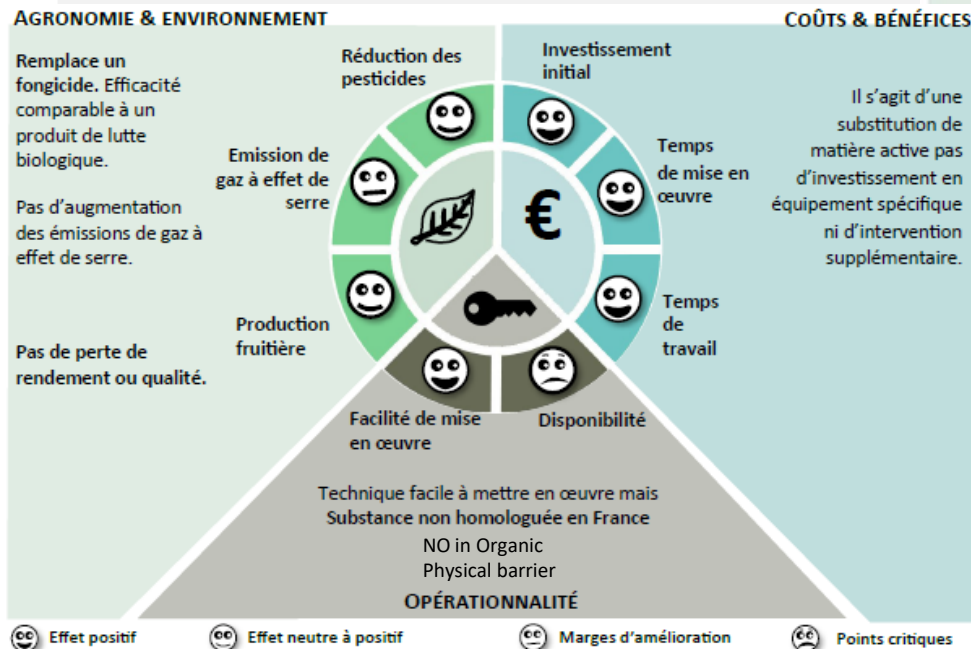 AGRONOMIE & ENVIRONNEMENT
COÛTS & BÉNÉFICES
Remplace un
fongicide. Efficacité
comparable à un
produit de lutte
biologique.
Pas d'augmentation
des émissions de gaz à
effet de serre.
Pas de perte de
rendement ou qualité.
Réduction des
pesticides
Emission de
gaz à effet de
serre
Production
fruitière
Investissement
initial
Temps
de mise en
œuvre
Temps
de
travail
€
Il s'agit d'une
substitution de
matière active pas
d'investissement en
équipement spécifique
ni d'intervention
supplémentaire.
Facilité de mise
en œuvre
Disponibilité
Technique facile à mettre en œuvre mais
Substance non homologuée en France
NO in Organic
Physical barrier
OPÉRATIONNALITÉ
Effet positif
Effet neutre à positif
Marges d'amélioration
Points critiques